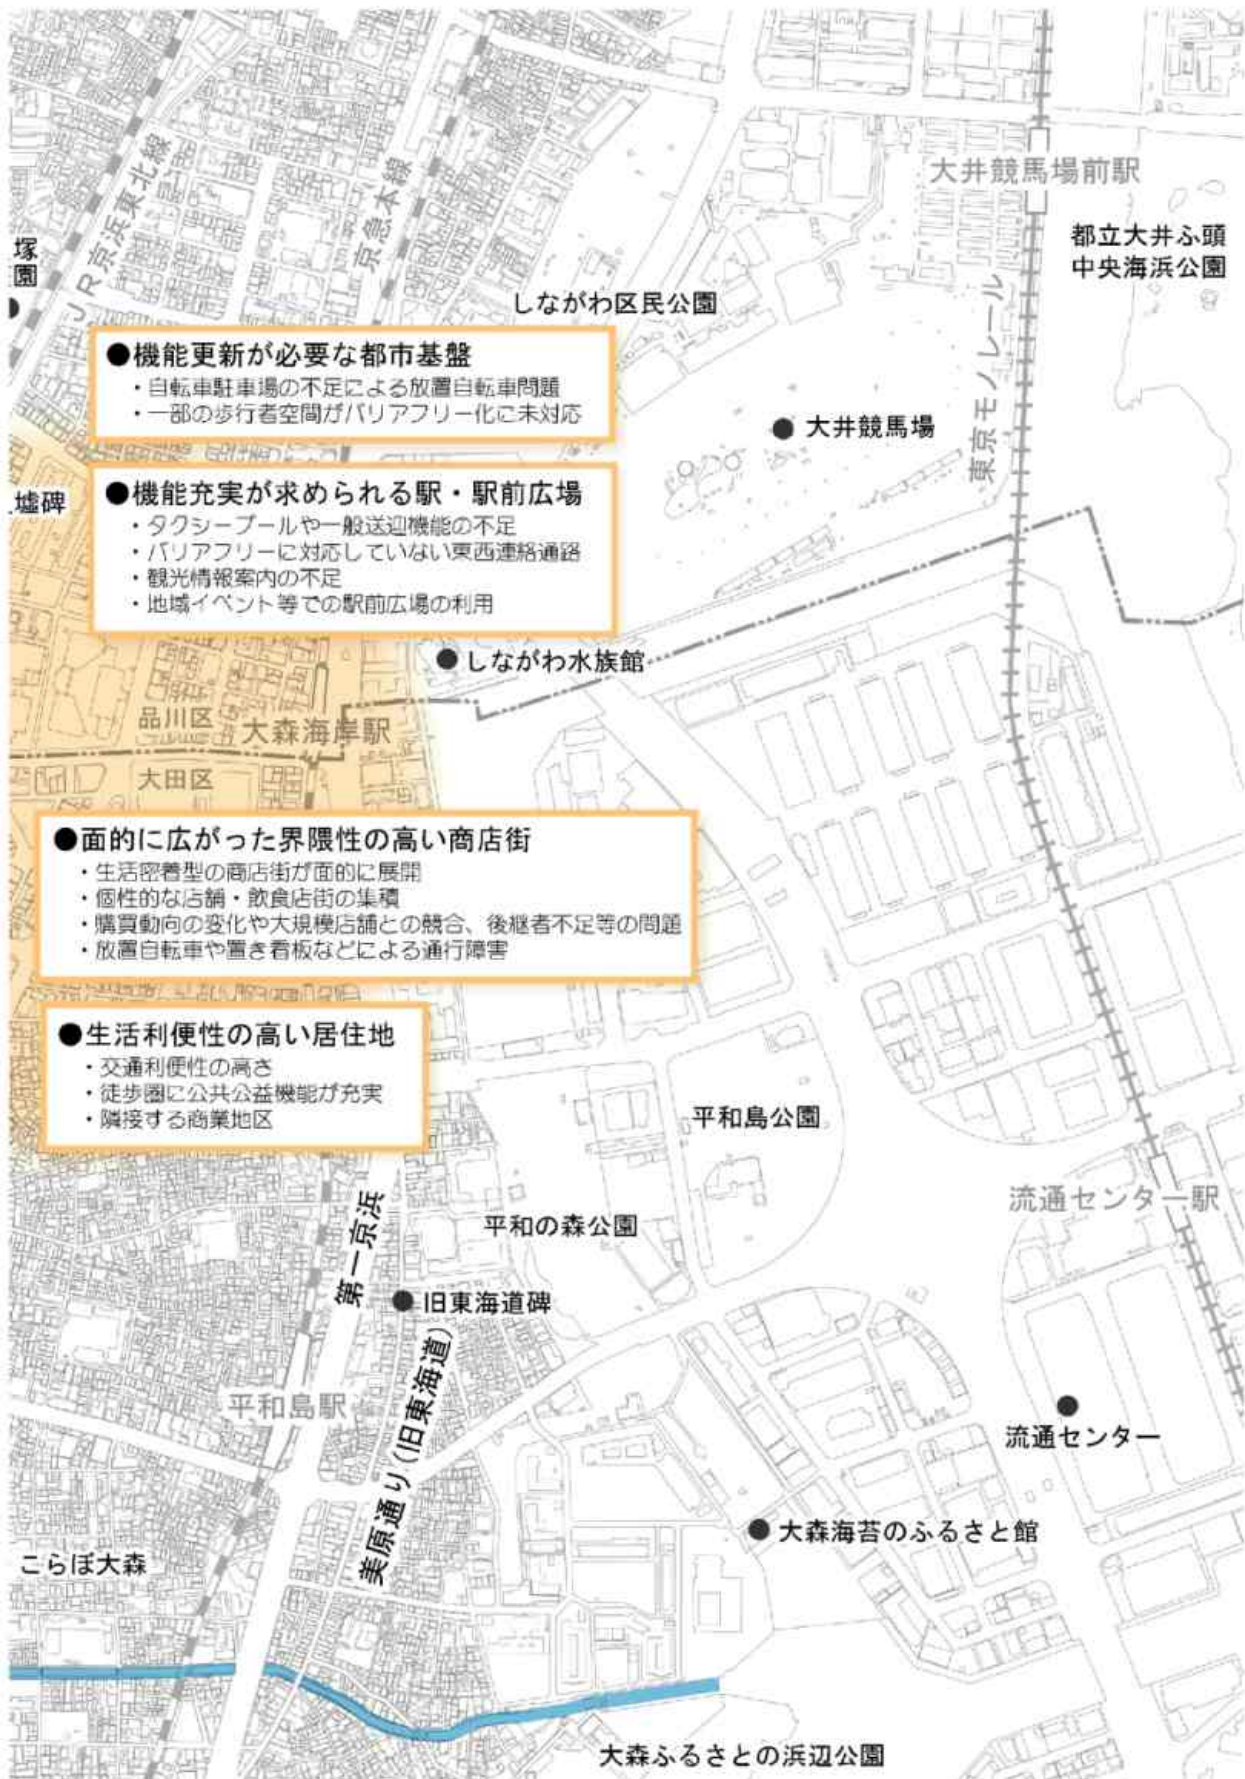 大井競馬場前駅
都立大井ふ頭
中央海浜公園
JR京浜東北線
京急本線
塚
園
しながわ区民公園
東京モノレール
●機能更新が必要な都市基盤
・自転車駐車場の不足による放置自転車問題
・一部の歩行者空間がバリアフリー化に未対応
大井競馬場
●機能充実が求められる駅・駅前広場
・タクシープールや一般送迎機能の不足
・バリアフリーに対応していない東西連絡通路
・観光情報案内の不足
・地域イベント等での駅前広場の利用
墟碑
しながわ水族館
品川区
大森海岸駅
大田区
●面的に広がった界隈性の高い商店街
・生活密着型の商店街が面的に展開
・個性的な店舗・飲食店街の集積
・購買動向の変化や大規模店舗との競合、後継者不足等の問題
・放置自転車や置き看板などによる通行障害
●生活利便性の高い居住地
・交通利便性の高さ
・徒歩圏に公共公益機能が充実
・隣接する商業地区
平和島公園
流通センター駅
平和の森公園
第一京浜
旧東海道碑
美原通り(旧東海道)
平和島駅
流通センター
大森海苔のふるさと館
こらぼ大森
大森ふるさとの浜辺公園